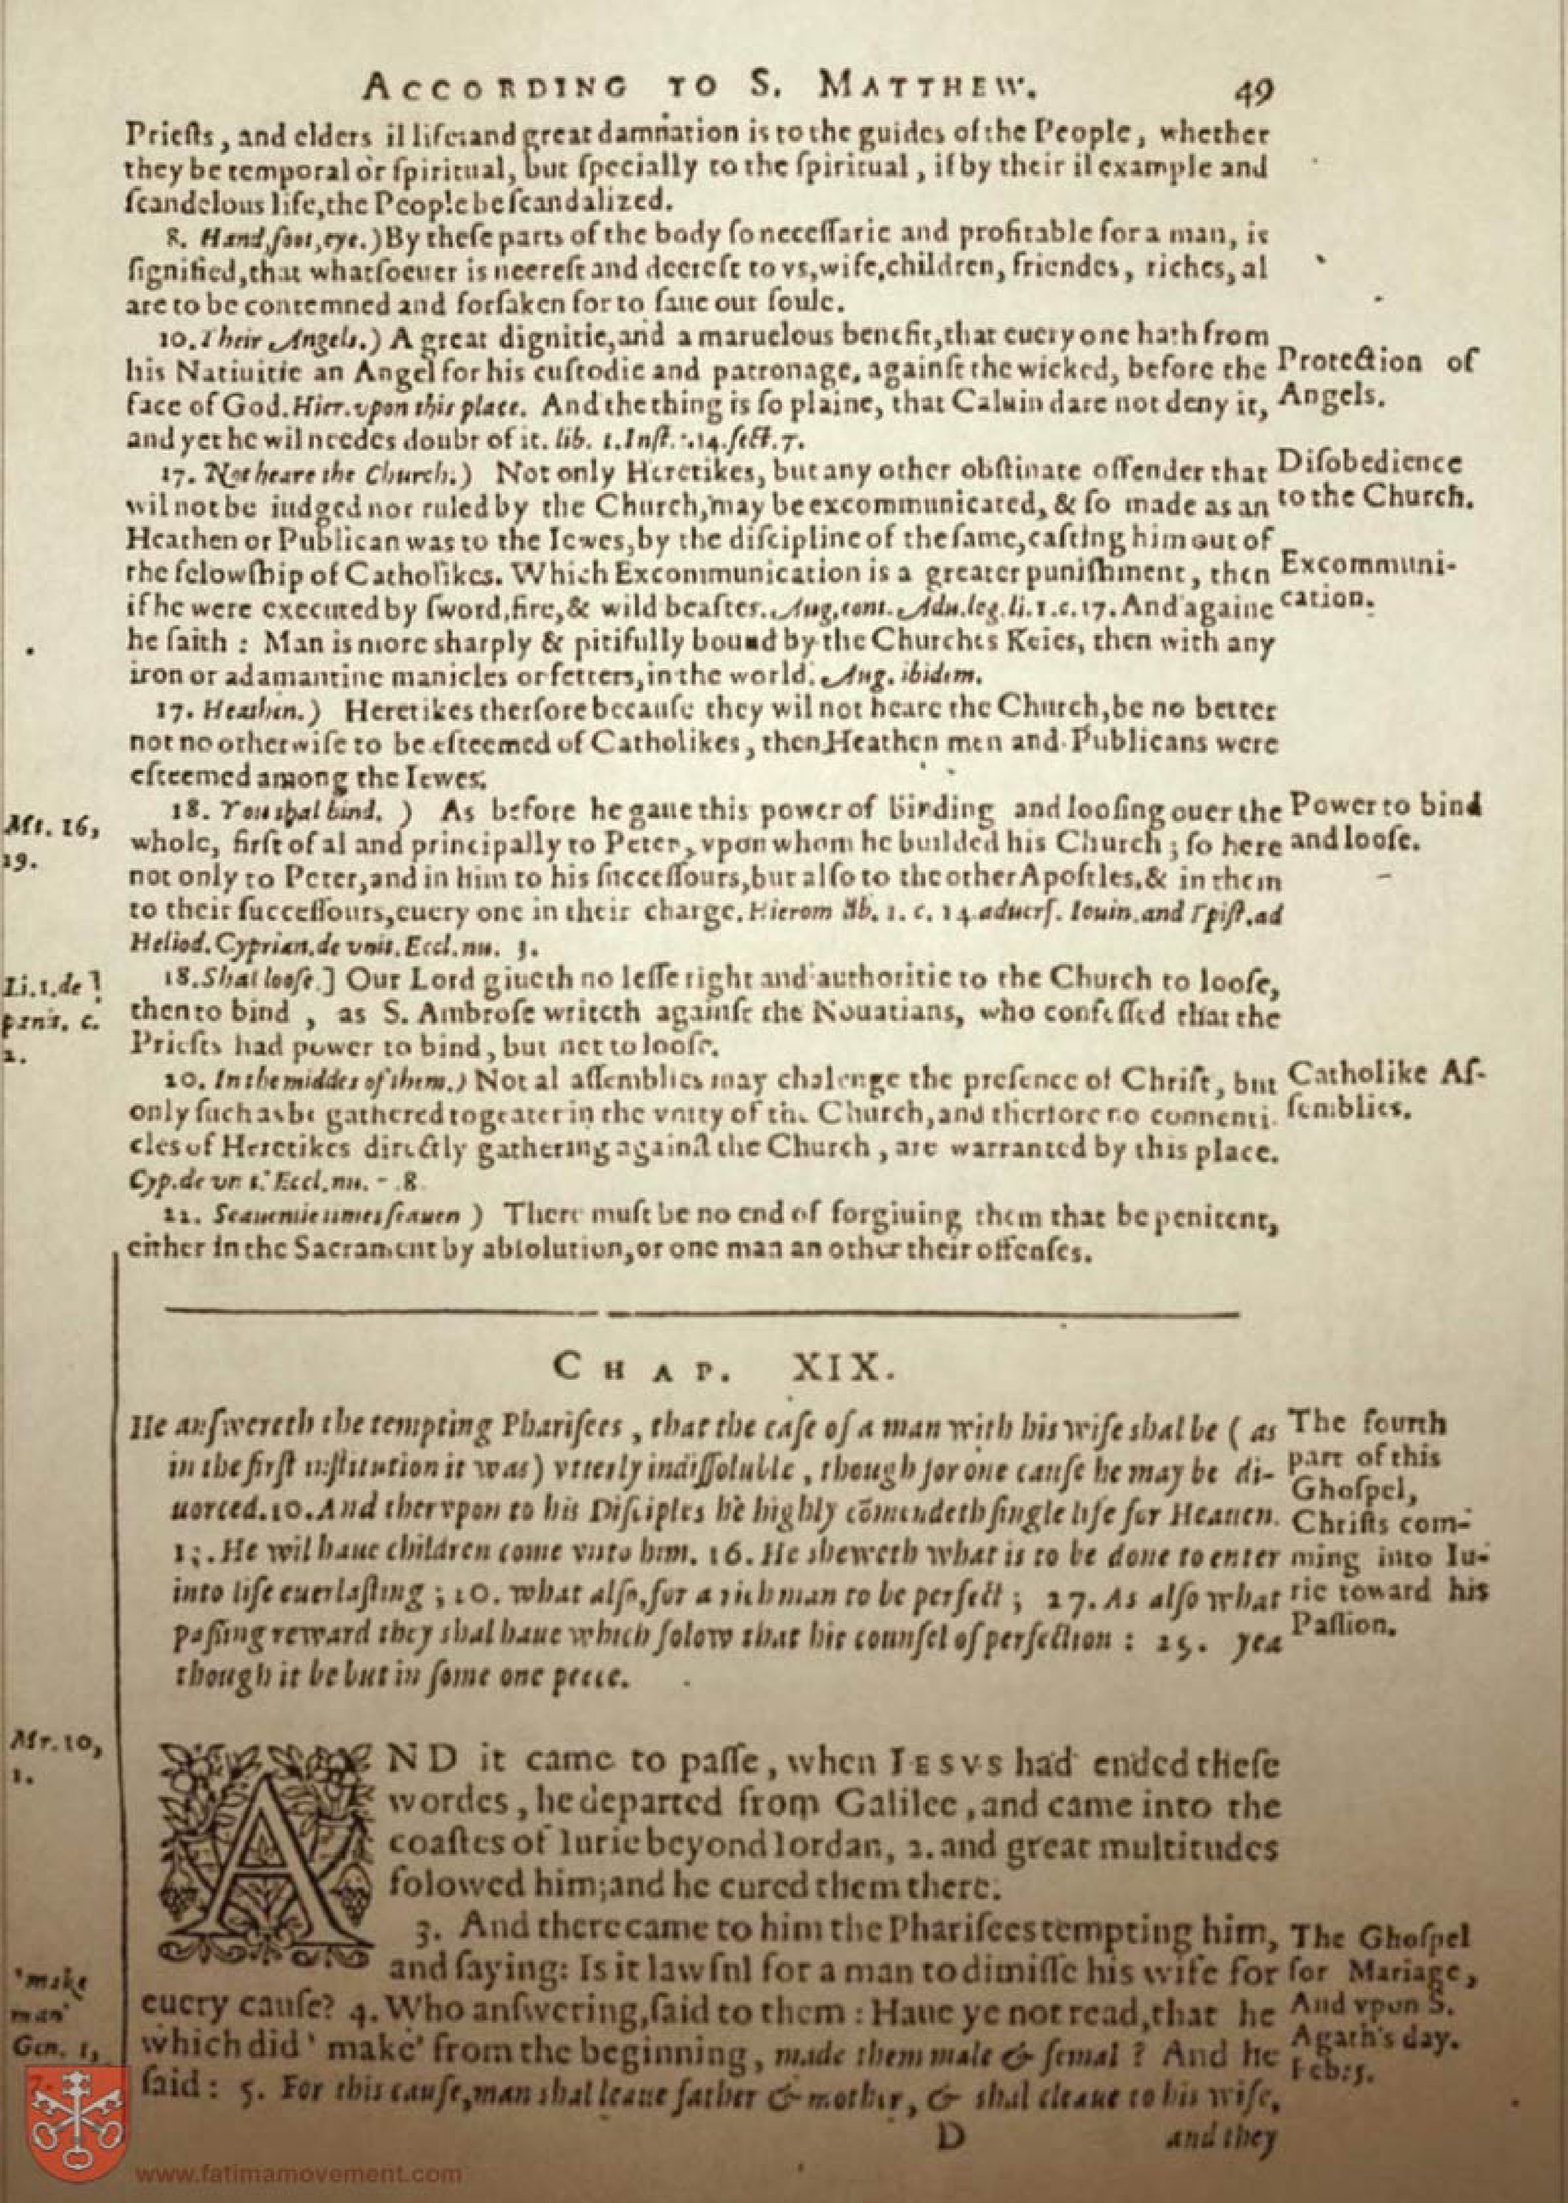 ACCORDING TO S. MATTHEW. 49
Prieſts, and elders il life: and great damnation is to the guides of the People, whether
they be temporal or ſpiritual, but ſpecially to the ſpiritual, if by their il example and
ſcandelous life, the People be ſcandalized.
8. Hand, foot, eye.) By theſe parts of the body ſo neceſſarie and profitable for a man, is
ſignified, that whatſoeuer is neereſt and deereſt to vs, wife, children, friendes, riches, al
are to be contemned and forſaken for to ſaue our ſoule.
10. Their Angels.) A great dignitie, and a maruelous benefit, that euery one hath from
his Natiuitie an Angel for his cuſtodie and patronage, againſt the wicked, before the
face of God. Hier. vpon this place. And the thing is ſo plaine, that Caluin dare not deny it,
and yet he wil needes doubt of it. lib. 1. Inſt. 14. ſect. 7.
Protection of
Angels.
17. Not heare the Church.) Not only Heretikes, but any other obſtinate offender that
wil not be iudged nor ruled by the Church, may be excommunicated, & ſo made as an
Heathen or Publican was to the Iewes, by the diſcipline of the ſame, caſting him out of
the felowſhip of Catholikes. Which Excommunication is a greater puniſhment, then
if he were executed by ſword, fire, & wild beaſtes. Aug. cont. Adu. leg. li. 1. c. 17. And againe
he ſaith : Man is more sharply & pitifully bound by the Churches Keies, then with any
iron or adamantine manicles or fetters, in the world. Aug. ibidem.
Diſobedience
to the Church.
Excommuni-
cation.
17. Heathen.) Heretikes therfore becauſe they wil not heare the Church, be no better
not no otherwiſe to be eſteemed of Catholikes, then Heathen men and Publicans were
eſteemed among the Iewes.
18. You shal bind. ) As before he gaue this power of binding and looſing ouer the
whole, firſt of al and principally to Peter, vpon whom he builded his Church ; ſo here
not only to Peter, and in him to his ſucceſſours, but alſo to the other Apoſtles, & in them
to their ſucceſſours, euery one in their charge. Hierom lib. 1. c. 14 aduerſ. Iouin. and Epiſt. ad
Heliod. Cyprian. de vnit. Eccl. nu. 3.
Mt. 16,
19.
Power to bind
and looſe.
18. Shal looſe.] Our Lord giueth no leſſe right and authoritie to the Church to looſe,
then to bind , as S. Ambroſe writeth againſt the Nouatians, who confeſſed that the
Prieſts had power to bind, but not to looſe.
Li. 1. de
pœnit. c.
2.
20. In the middes of them.) Not al aſſemblies may chalenge the preſence of Chriſt, but
only ſuch as be gathered togeather in the vnity of the Church, and therfore no conuenti-
cles of Heretikes directly gathering againſt the Church, are warranted by this place.
Cyp. de vnit. Eccl. nu. 8.
Catholike Aſ-
ſemblies.
22. Seauentie times ſeauen ) There muſt be no end of forgiuing them that be penitent,
either in the Sacrament by abſolution, or one man an other their offenſes.
CHAP. XIX.
He anſwereth the tempting Phariſees, that the caſe of a man with his wife shal be ( as
in the firſt inſtitution it was) vtterly indiſſoluble, though for one cauſe he may be di-
uorced. 10. And thervpon to his Diſciples he highly cōmendeth ſingle life for Heauen.
13. He wil haue children come vnto him. 16. He sheweth what is to be done to enter
into life euerlaſting ; 20. what alſo, for a rich man to be perfect ; 27. As alſo what
paſſing reward they shal haue which folow that his counſel of perfection : 25. yea
though it be but in ſome one peece.
The fourth
part of this
Ghoſpel,
Chriſts com-
ming into Iu-
rie toward his
Paſſion.
Mr. 10,
1.
AND it came to paſſe, when IESVS had ended theſe
wordes, he departed from Galilee, and came into the
coaſtes of Iurie beyond Iordan, 2. and great multitudes
folowed him; and he cured them there.
3. And there came to him the Phariſees tempting him,
and ſaying: Is it lawful for a man to dimiſſe his wife for
euery cauſe? 4. Who anſwering, ſaid to them : Haue ye not read, that he
which did ' make' from the beginning, made them male & femal ? And he
ſaid : 5. For this cauſe, man shal leaue father & mother, & shal cleaue to his wife,
The Ghoſpel
for Mariage,
And vpon S.
Agath's day.
Feb: 5.
'make
man'
Gen. 1,
7.
D and they
www.fatimamovement.com